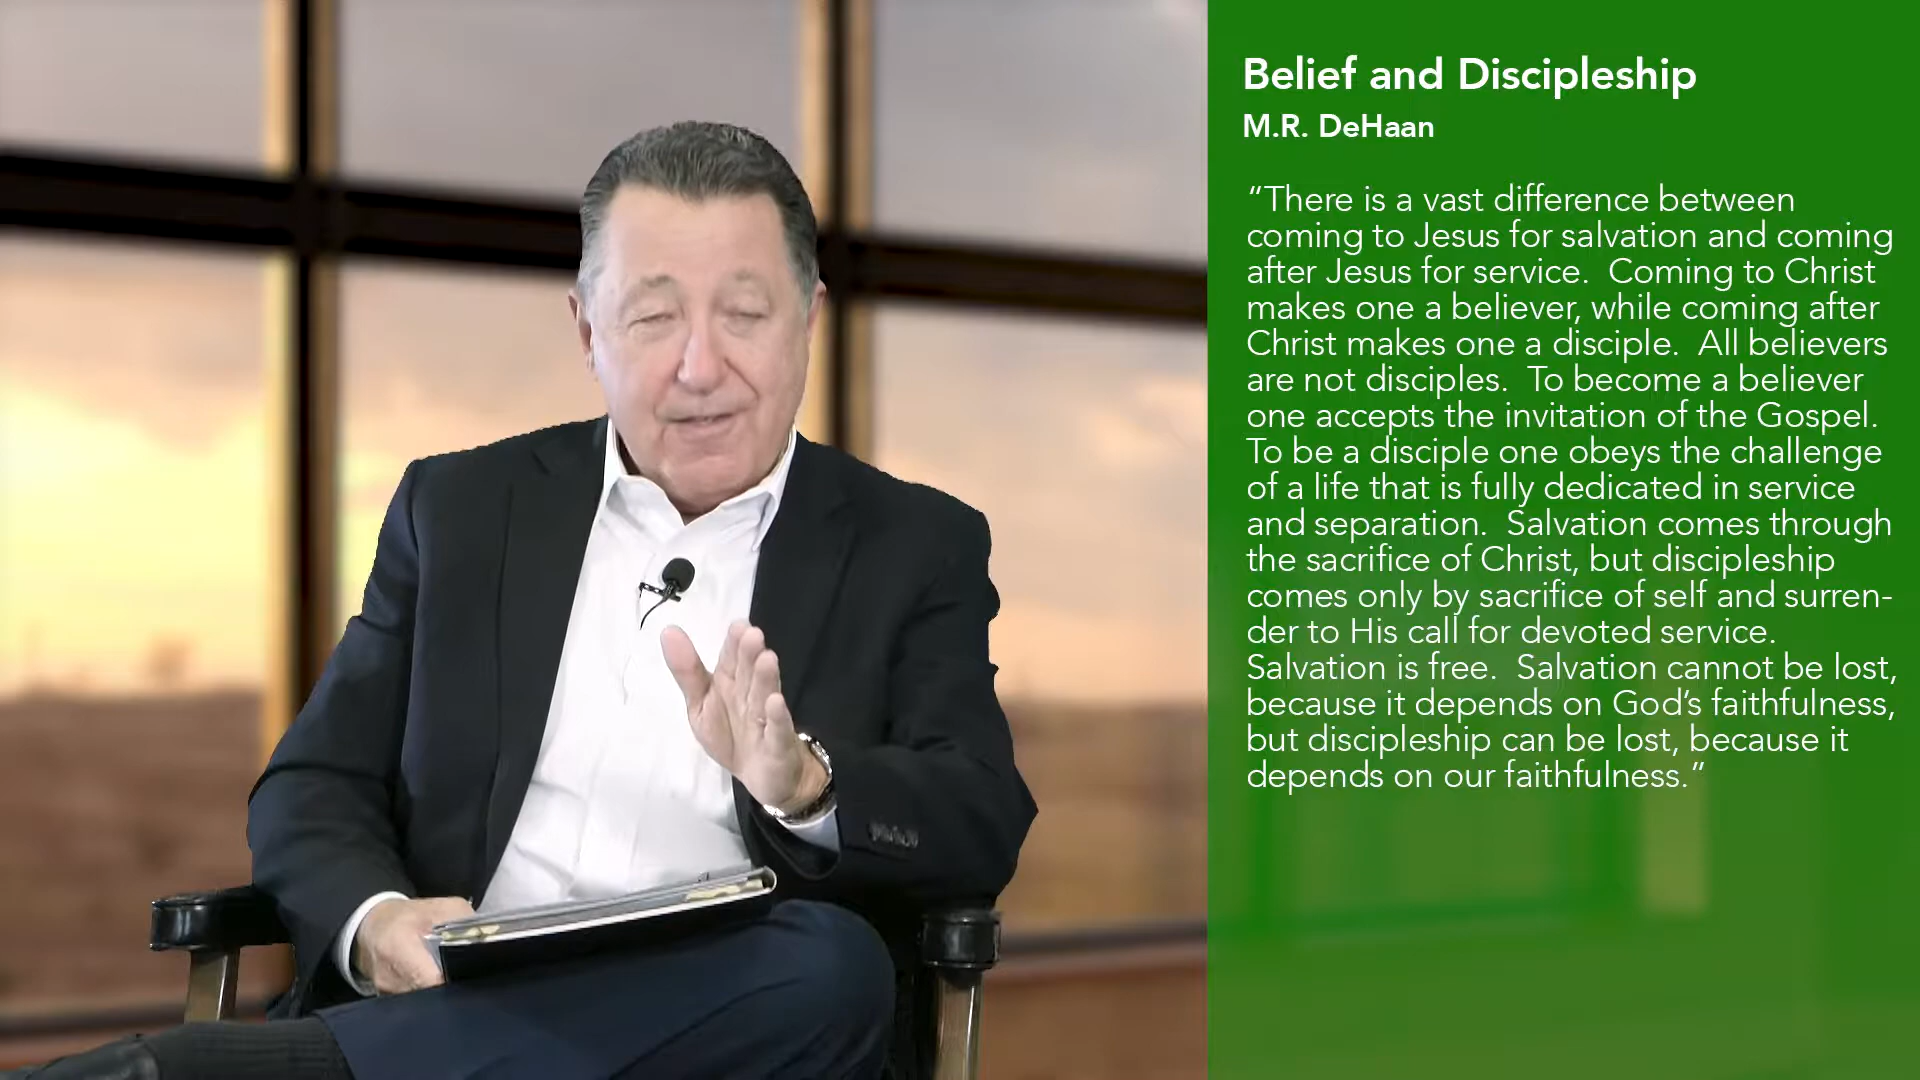 Belief and Discipleship
M.R. DeHaan
“There is a vast difference between
coming to Jesus for salvation and coming
after Jesus for service.  Coming to Christ
makes one a believer, while coming after
Christ makes one a disciple.  All believers
are not disciples.  To become a believer
one accepts the invitation of the Gospel.
To be a disciple one obeys the challenge
of a life that is fully dedicated in service
and separation.  Salvation comes through
the sacrifice of Christ, but discipleship
comes only by sacrifice of self and surren-
der to His call for devoted service.
Salvation is free.  Salvation cannot be lost,
because it depends on God’s faithfulness,
but discipleship can be lost, because it
depends on our faithfulness.”